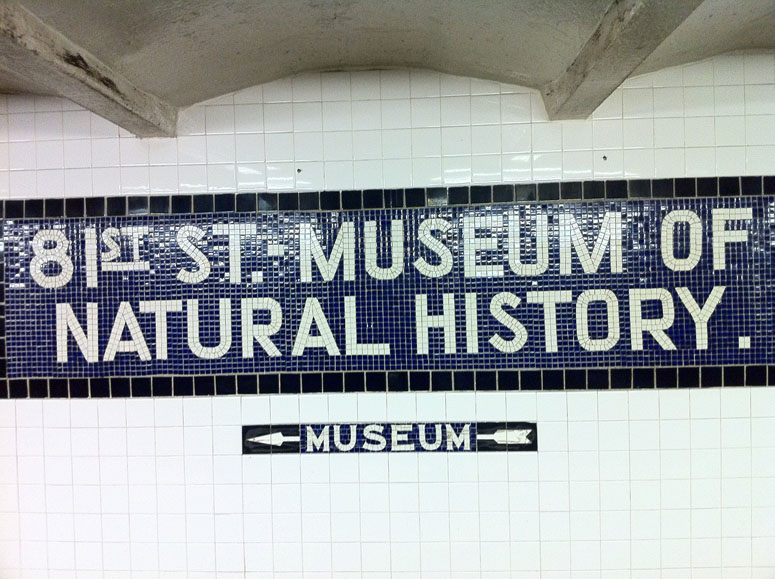 81ST ST. - MUSEUM OF
NATURAL HISTORY.
MUSEUM